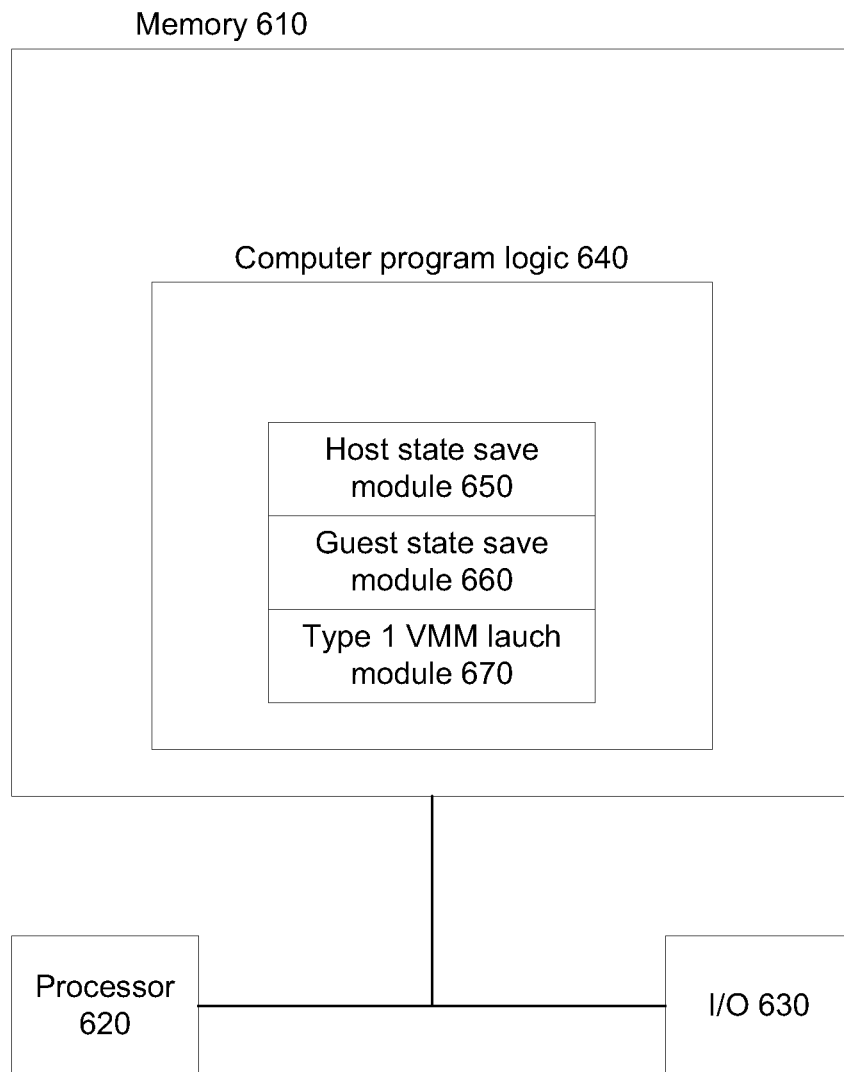 Memory 610
Computer program logic 640
Host state save
module 650
Guest state save
module 660
Type 1 VMM lauch
module 670
Processor
620
I/O 630